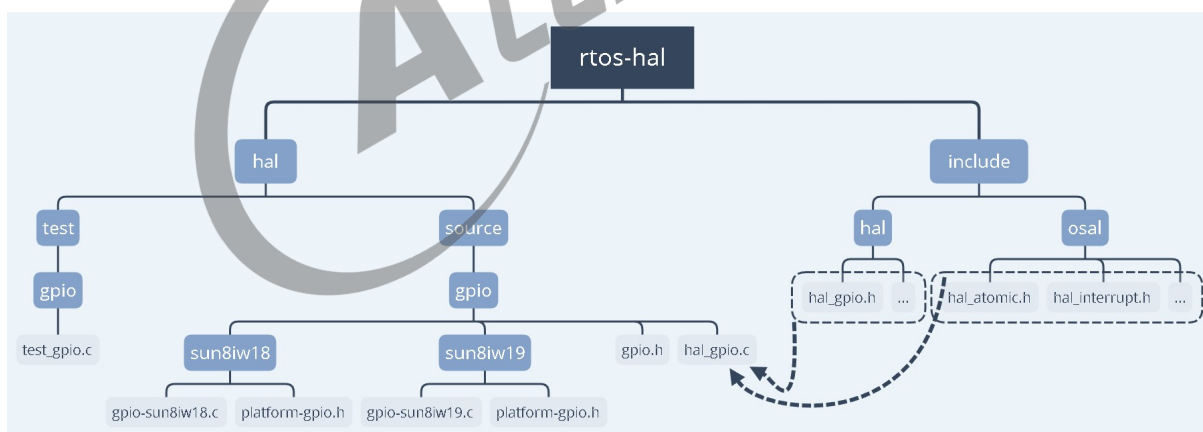 rtos-hal
hal
include
test
source
hal
osal
gpio
gpio
hal_gpio.h
...
hal_atomic.h
hal_interrupt.h
...
test_gpio.c
sun8iw18
sun8iw19
gpio.h
hal_gpio.c
gpio-sun8iw18.c
platform-gpio.h
gpio-sun8iw19.c
platform-gpio.h